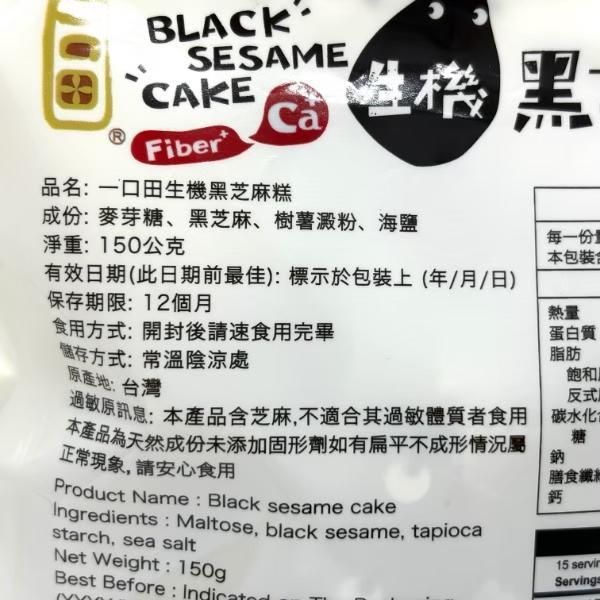 BLACK
SESAME
CAKE
Fiber+
Ca+
生機
黑
®
品名: 一口田生機黑芝麻糕
成份: 麥芽糖、黑芝麻、樹薯澱粉、海鹽
淨重: 150公克
有效日期(此日期前最佳): 標示於包裝上 (年/月/日)
保存期限: 12個月
食用方式: 開封後請速食用完畢
儲存方式: 常溫陰涼處
原產地: 台灣
過敏原訊息: 本產品含芝麻,不適合其過敏體質者食用
本產品為天然成份未添加固形劑如有扁平不成形情況屬
正常現象, 請安心食用
Product Name : Black sesame cake
Ingredients : Maltose, black sesame, tapioca
starch, sea salt
Net Weight : 150g
Best Before : Indicated on The
每一份
本包裝含
熱量
蛋白質
脂肪
飽和
反式
碳水化
糖
鈉
膳食纖
鈣
15
Servings